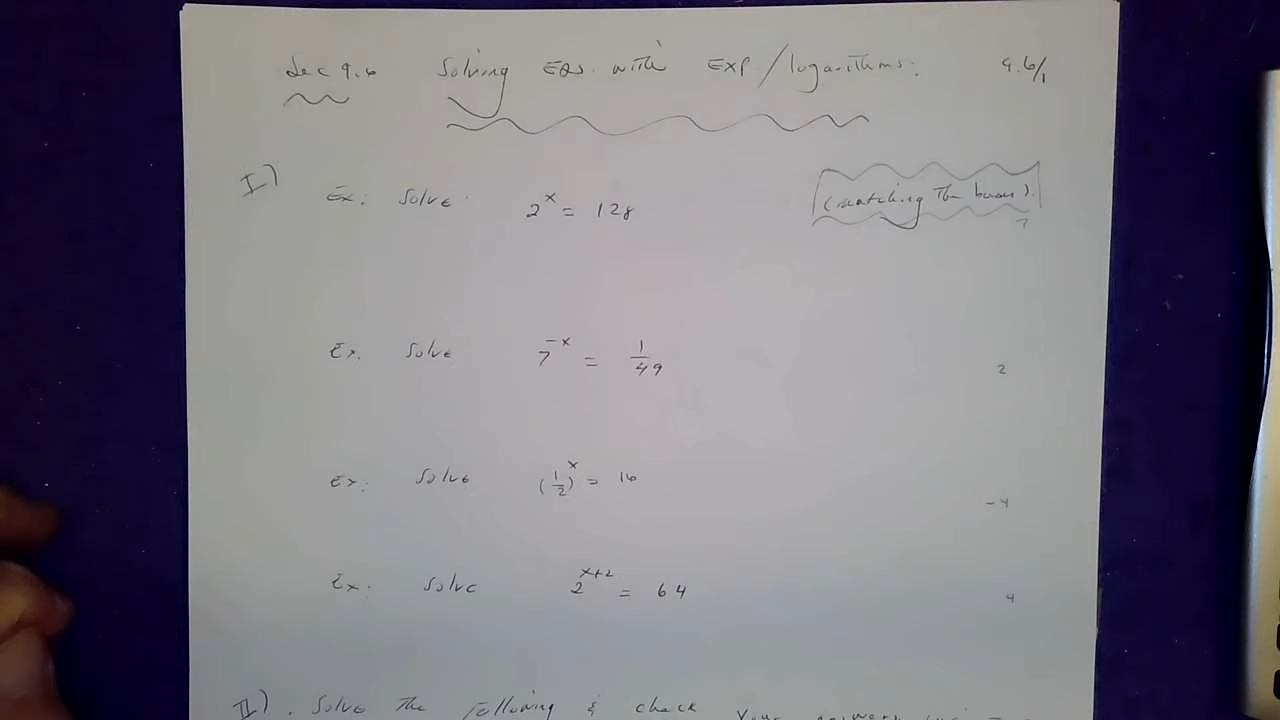 Sec 9.6 Solving EQS. with EXP/logarithms. 9.6/1
I) Ex: Solve: 2^x = 128 (matching the bases). 7
Ex. Solve 7^-x = 1/49 2
Ex: Solve (1/2)^x = 16 -4
Ex: Solve 2^x+2 = 64 4
II). Solve the following & check your answers